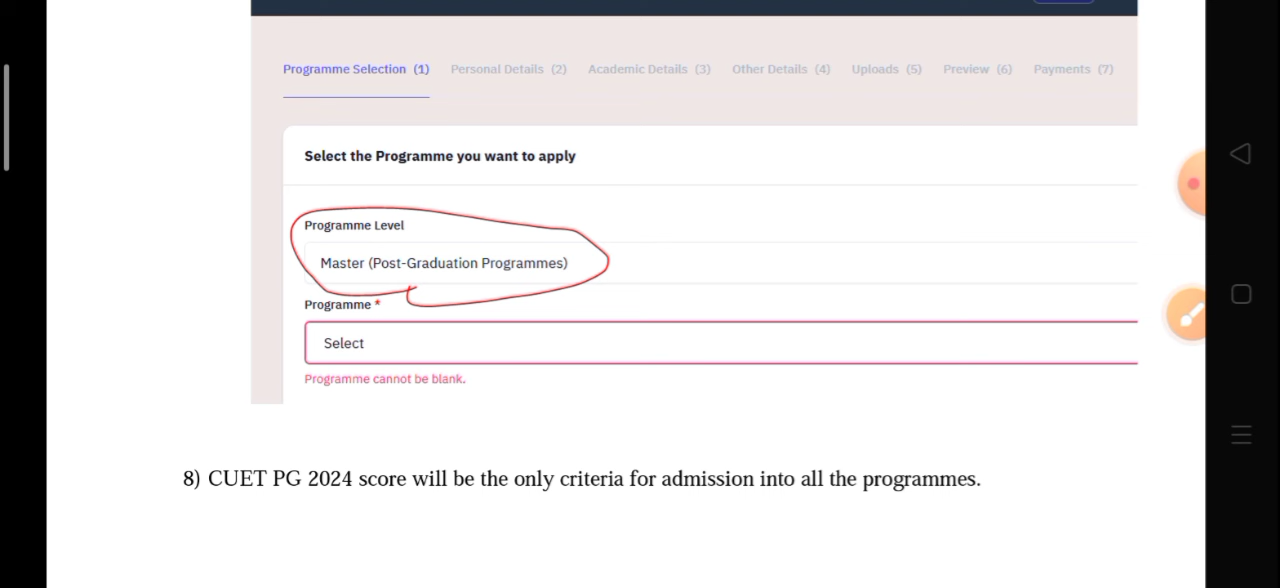 Programme Selection (1) Personal Details (2) Academic Details (3) Other Details (4) Uploads (5) Preview (6) Payments (7)
Select the Programme you want to apply
Programme Level
Master (Post-Graduation Programmes)
Programme *
Select
Programme cannot be blank.
8) CUET PG 2024 score will be the only criteria for admission into all the programmes.